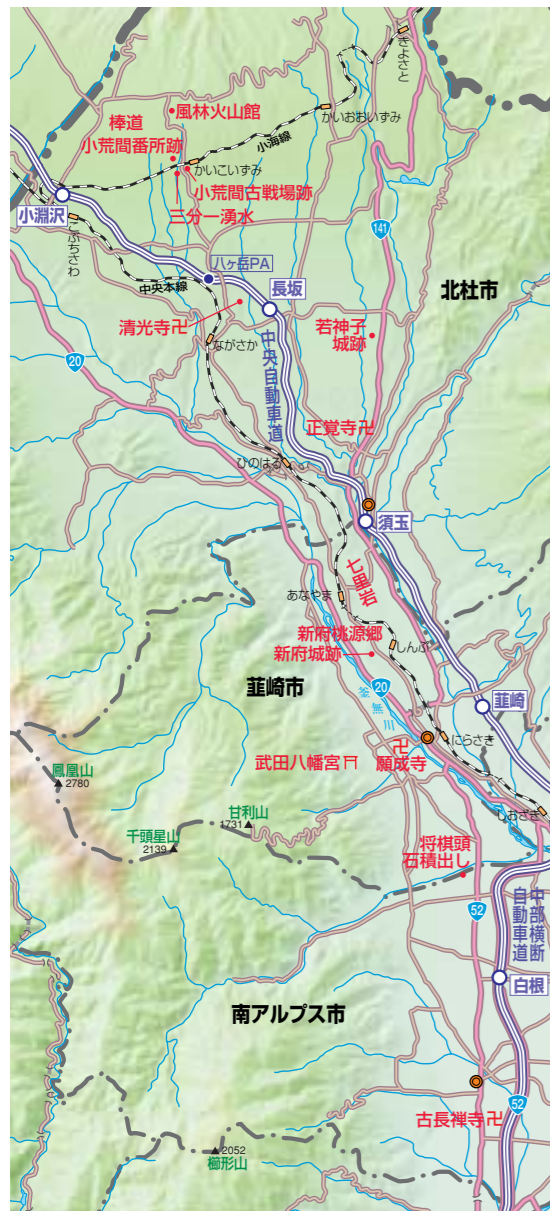 きよさと
風林火山館
かいおおいずみ
棒道
小海線
小荒間番所跡
かいこいずみ
小荒間古戦場跡
三分一湧水
小淵沢
こぶちさわ
141
八ヶ岳PA
中央本線
北杜市
長坂
清光寺卍
若神子
城跡
ながさか
20
中央自動車道
正覚寺卍
ひのはる
須玉
七里岩
あなやま
新府桃源郷
しんぷ
新府城跡
韮崎市
20
釜無川
韮崎
にらさき
卍
願成寺
武田八幡宮
鳳凰山
2780
甘利山
1731
千頭星山
2139
しおざき
将棋頭
石積出し
52
中部横断
自動車道
白根
南アルプス市
52
古長禅寺卍
2052
櫛形山